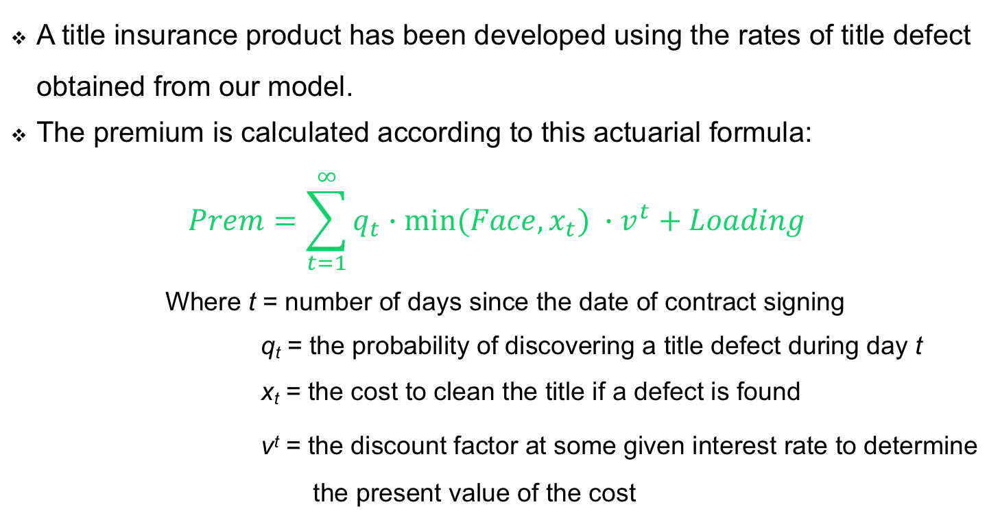 ❖ A title insurance product has been developed using the rates of title defect
obtained from our model.
❖ The premium is calculated according to this actuarial formula:
Prem = ∑_{t=1}^{∞} q_t · min(Face, x_t) · v^t + Loading
Where t = number of days since the date of contract signing
q_t = the probability of discovering a title defect during day t
x_t = the cost to clean the title if a defect is found
v^t = the discount factor at some given interest rate to determine
the present value of the cost